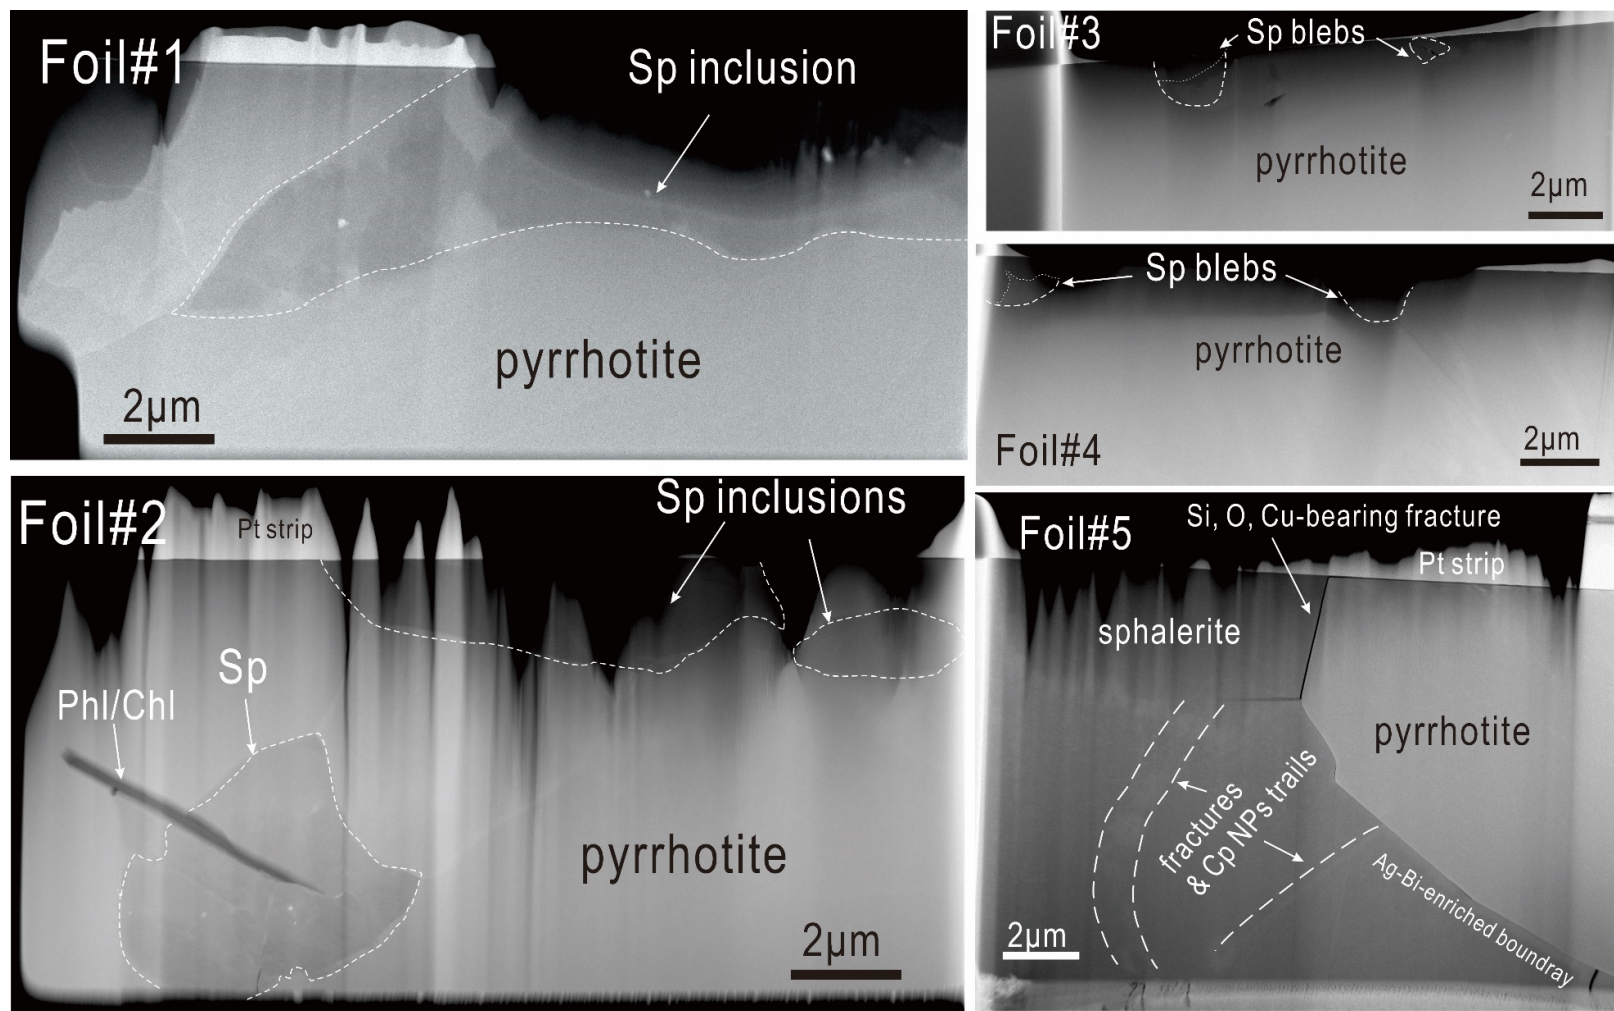 Foil#1
Sp inclusion
pyrrhotite
2µm
Foil#2
Pt strip
Sp inclusions
Sp
Phl/Chl
pyrrhotite
2µm
Foil#3
Sp blebs
pyrrhotite
2µm
Sp blebs
pyrrhotite
Foil#4
2µm
Foil#5
Si, O, Cu-bearing fracture
Pt strip
sphalerite
pyrrhotite
fractures
& Cp NPs trails
Ag-Bi-enriched boundray
2µm